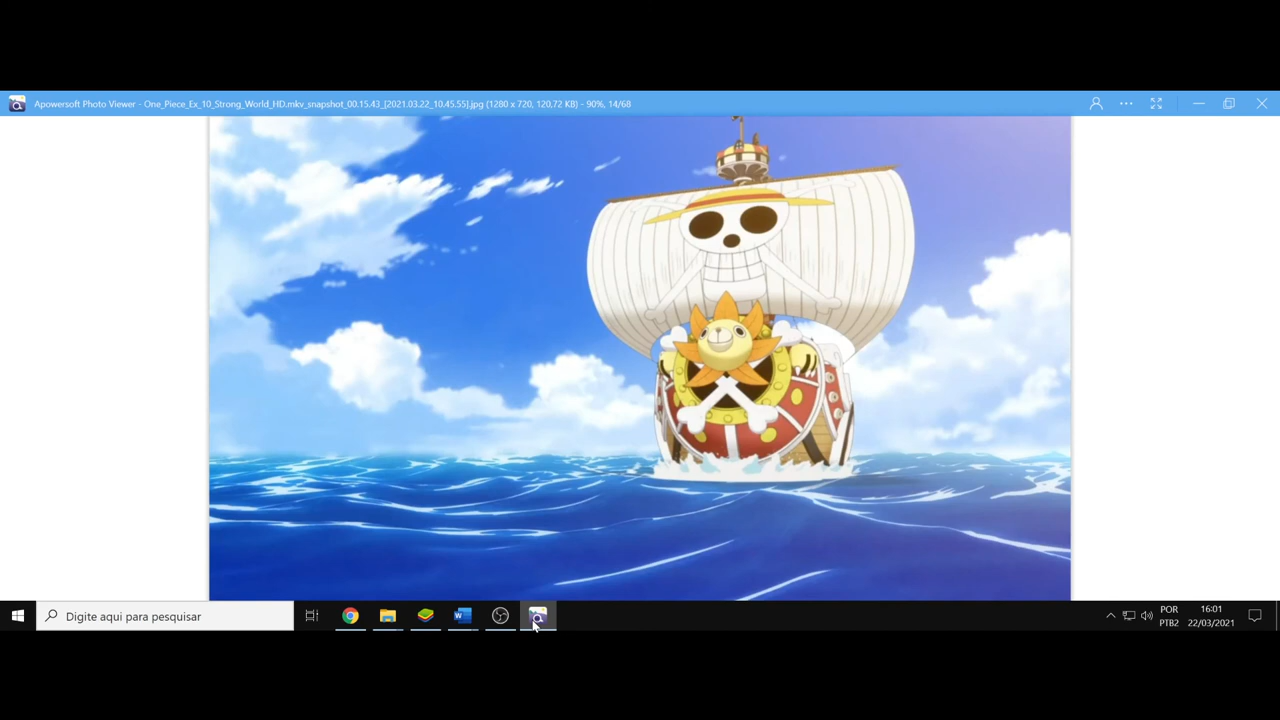 Apowersoft Photo Viewer - One_Piece_Ex_10_Strong_World_HD.mkv_snapshot_00.15.43_[2021.03.22_10.45.55].jpg (1280 x 720, 120,72 KB) - 90%, 14/68
Digite aqui para pesquisar
W
POR
PTB2
16:01
22/03/2021